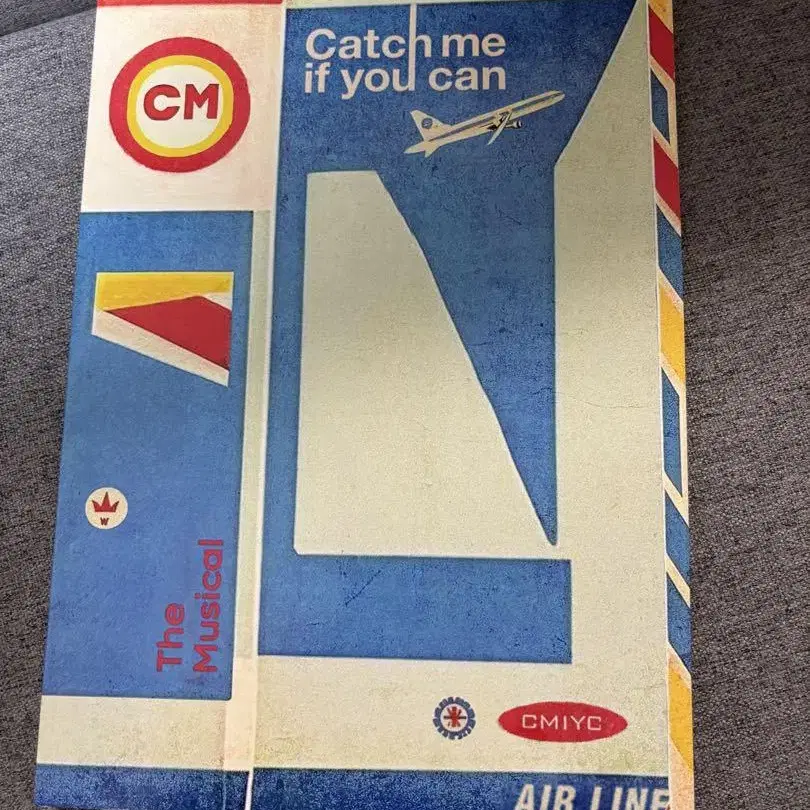 CM
Catch me
if you can
W
The
Musical
CMIYC
AIR LINE